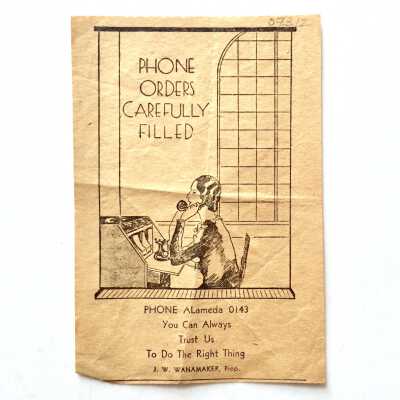 PHONE
ORDERS
CAREFULLY
FILLED
PHONE ALameda 0143
You Can Always
Trust Us
To Do The Right Thing
J. W. WANAMAKER, Prop.